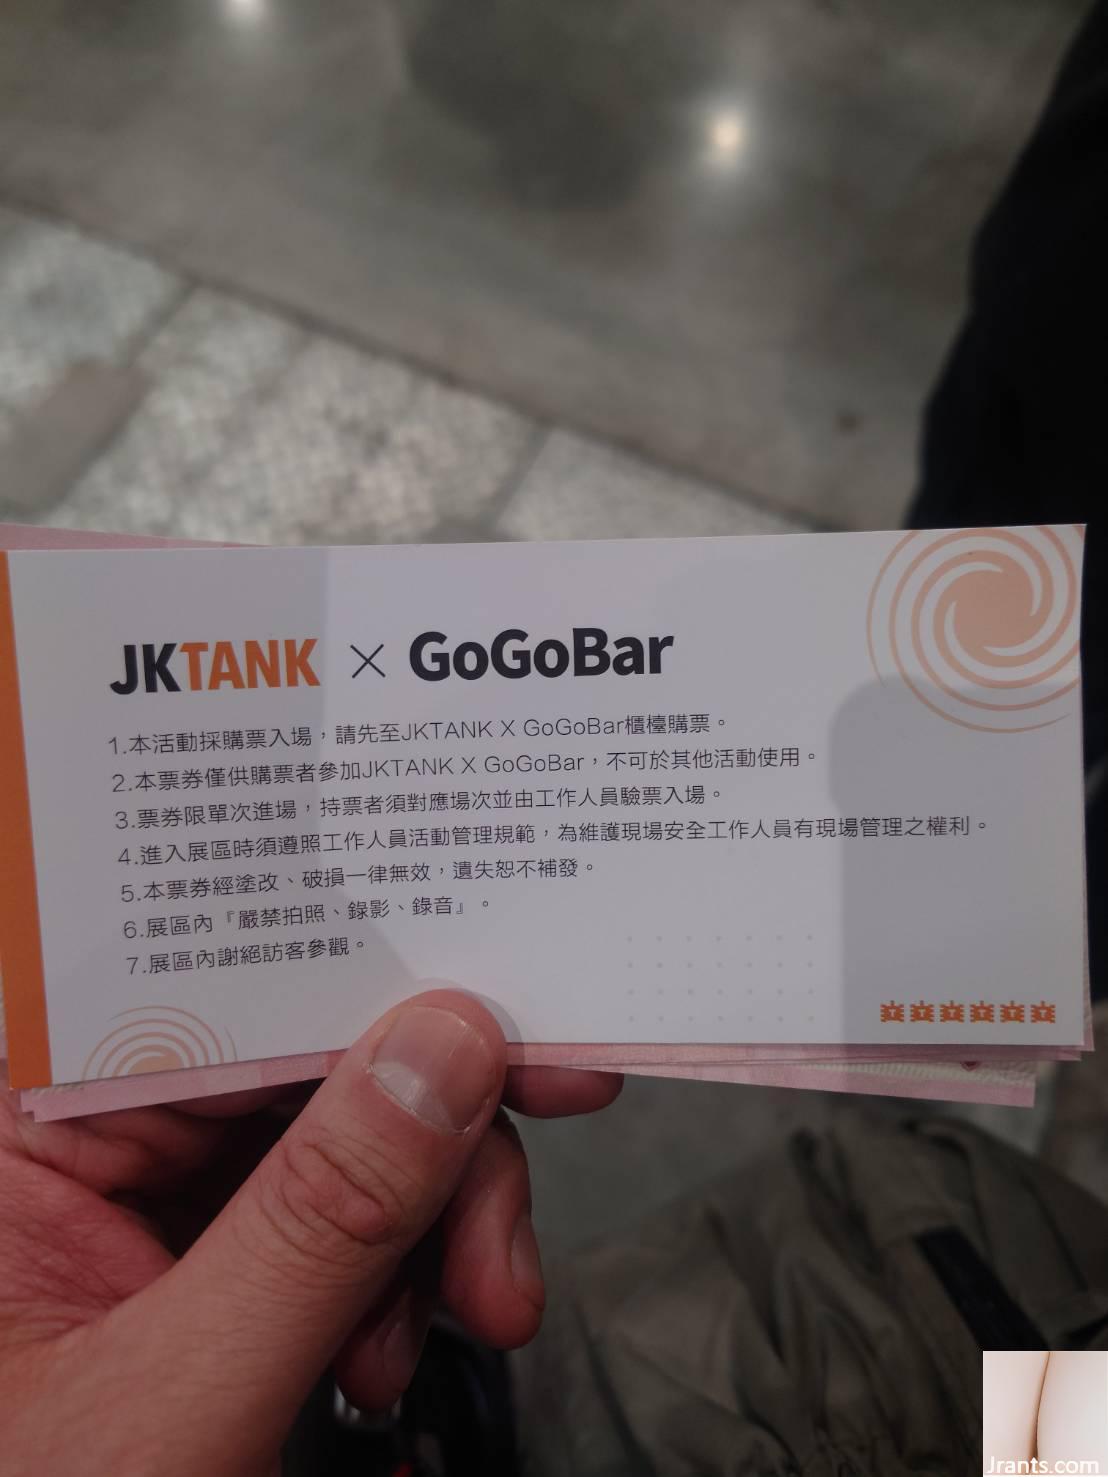 JKTANK × GoGoBar
1.本活動採購票入場，請先至JKTANK X GoGoBar櫃檯購票。
2.本票券僅供購票者參加JKTANK X GoGoBar，不可於其他活動使用。
3.票券限單次進場，持票者須對應場次並由工作人員驗票入場。
4.進入展區時須遵照工作人員活動管理規範，為維護現場安全工作人員有現場管理之權利。
5.本票券經塗改、破損一律無效，遺失恕不補發。
6.展區內『嚴禁拍照、錄影、錄音』。
7.展區內謝絕訪客參觀。
Jrants.com